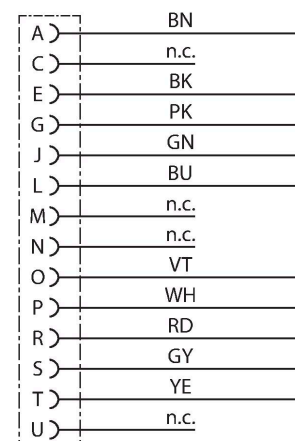 A BN
C n.c.
E BK
G PK
J GN
L BU
M n.c.
N n.c.
O VT
P WH
R RD
S GY
T YE
U n.c.